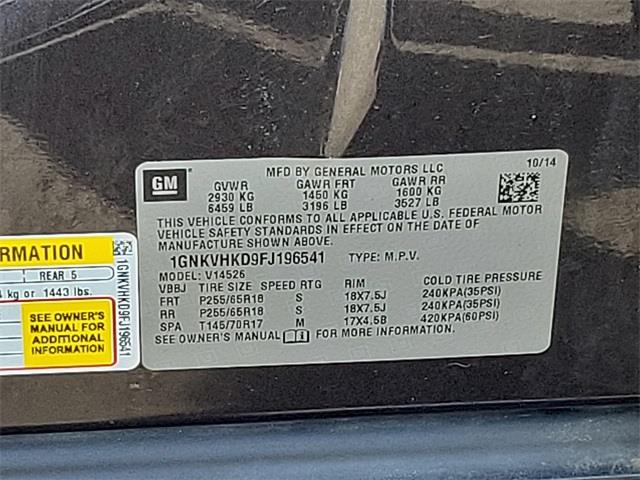 GM
MFD BY GENERAL MOTORS LLC
10/14
GVWR GAWR FRT GAWR RR
2930 KG 1450 KG 1600 KG
6459 LB 3196 LB 3527 LB
THIS VEHICLE CONFORMS TO ALL APPLICABLE U.S. FEDERAL MOTOR
VEHICLE SAFETY STANDARDS IN EFFECT ON THE DATE OF
MANUFACTURE SHOWN ABOVE.
1GNKVHKD9FJ196541 TYPE: M.P.V.
MODEL: V14526
VBBJ TIRE SIZE SPEED RTG RIM COLD TIRE PRESSURE
FRT P255/65R18 S 18X7.5J 240KPA(35PSI)
RR P255/65R18 S 18X7.5J 240KPA(35PSI)
SPA T145/70R17 M 17X4.5B 420KPA(60PSI)
SEE OWNER'S MANUAL FOR MORE INFORMATION.
RMATION
REAR 5
kg or 1443 lbs.
SEE OWNER'S
MANUAL FOR
ADDITIONAL
INFORMATION
1GNKVHKD9FJ196541